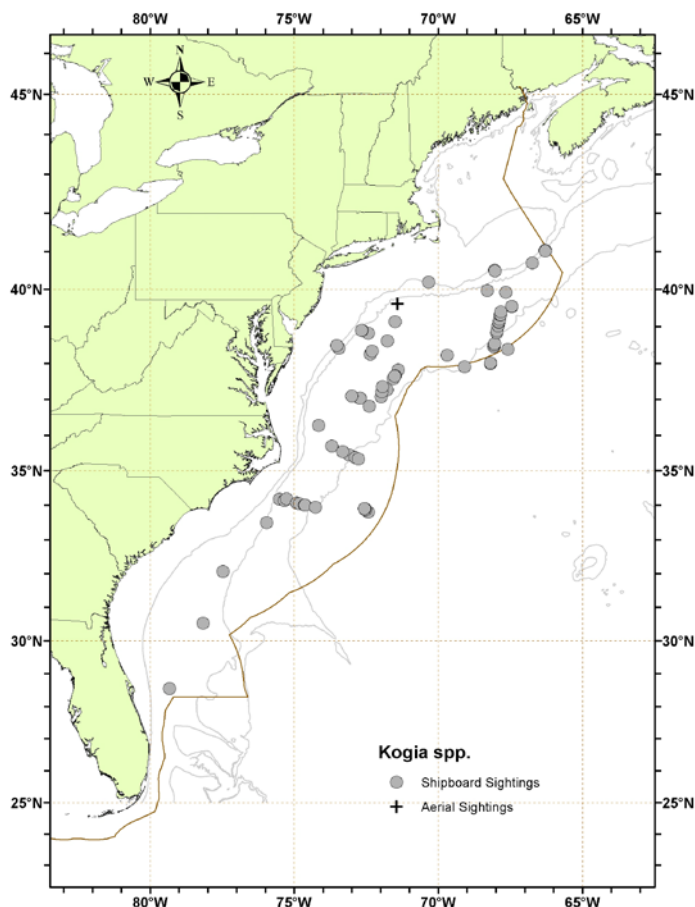 80°W 75°W 70°W 65°W
N
W E
S
45°N 45°N
40°N 40°N
35°N 35°N
30°N 30°N
Kogia spp.
Shipboard Sightings
Aerial Sightings
25°N 25°N
80°W 75°W 70°W 65°W